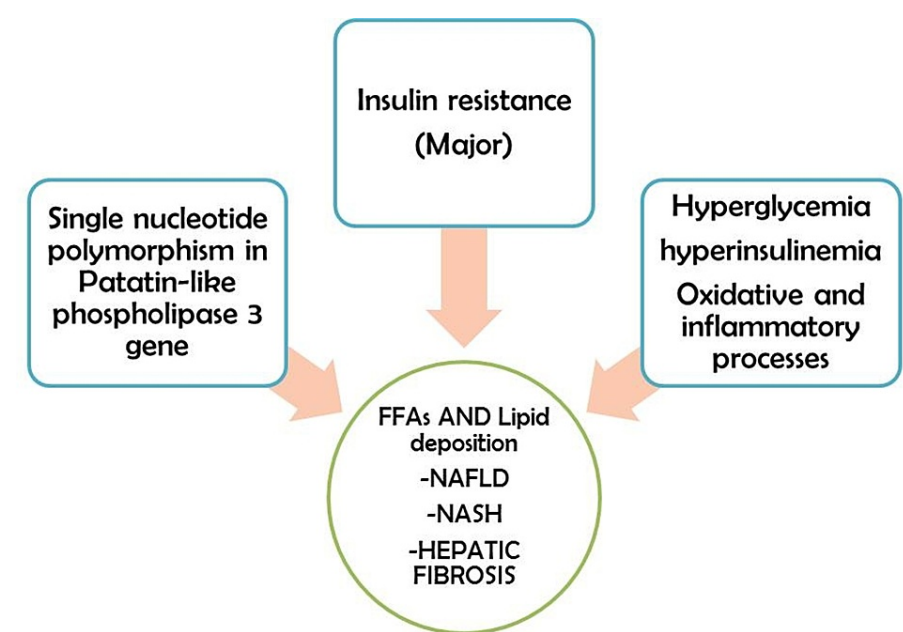 Insulin resistance
(Major)
Single nucleotide
polymorphism in
Patatin-like
phospholipase 3
gene
Hyperglycemia
hyperinsulinemia
Oxidative and
inflammatory
processes
FFAs AND Lipid
deposition
-NAFLD
-NASH
-HEPATIC
FIBROSIS